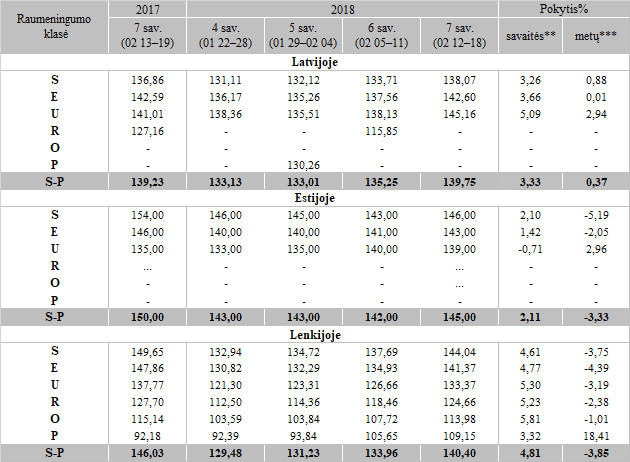 Raumeningumo klasė 2017 2018 Pokytis%
7 sav. (02 13–19) 4 sav. (01 22–28) 5 sav. (01 29–02 04) 6 sav. (02 05–11) 7 sav. (02 12–18) savaitės** metų***
Latvijoje
S 136,86 131,11 132,12 133,71 138,07 3,26 0,88
E 142,59 136,17 135,26 137,56 142,60 3,66 0,01
U 141,01 138,36 135,51 138,13 145,16 5,09 2,94
R 127,16 - - 115,85 - - -
O - - - - - - -
P - - 130,26 - - - -
S-P 139,23 133,13 133,01 135,25 139,75 3,33 0,37
Estijoje
S 154,00 146,00 145,00 143,00 146,00 2,10 -5,19
E 146,00 140,00 140,00 141,00 143,00 1,42 -2,05
U 135,00 133,00 135,00 140,00 139,00 -0,71 2,96
R ... - - - ... - -
O - - - - ... - -
P - - - - - - -
S-P 150,00 143,00 143,00 142,00 145,00 2,11 -3,33
Lenkijoje
S 149,65 132,94 134,72 137,69 144,04 4,61 -3,75
E 147,86 130,82 132,29 134,93 141,37 4,77 -4,39
U 137,77 121,30 123,31 126,66 133,37 5,30 -3,19
R 127,70 112,50 114,36 118,46 124,66 5,23 -2,38
O 115,14 103,59 103,84 107,72 113,98 5,81 -1,01
P 92,18 92,39 93,84 105,65 109,15 3,32 18,41
S-P 146,03 129,48 131,23 133,96 140,40 4,81 -3,85